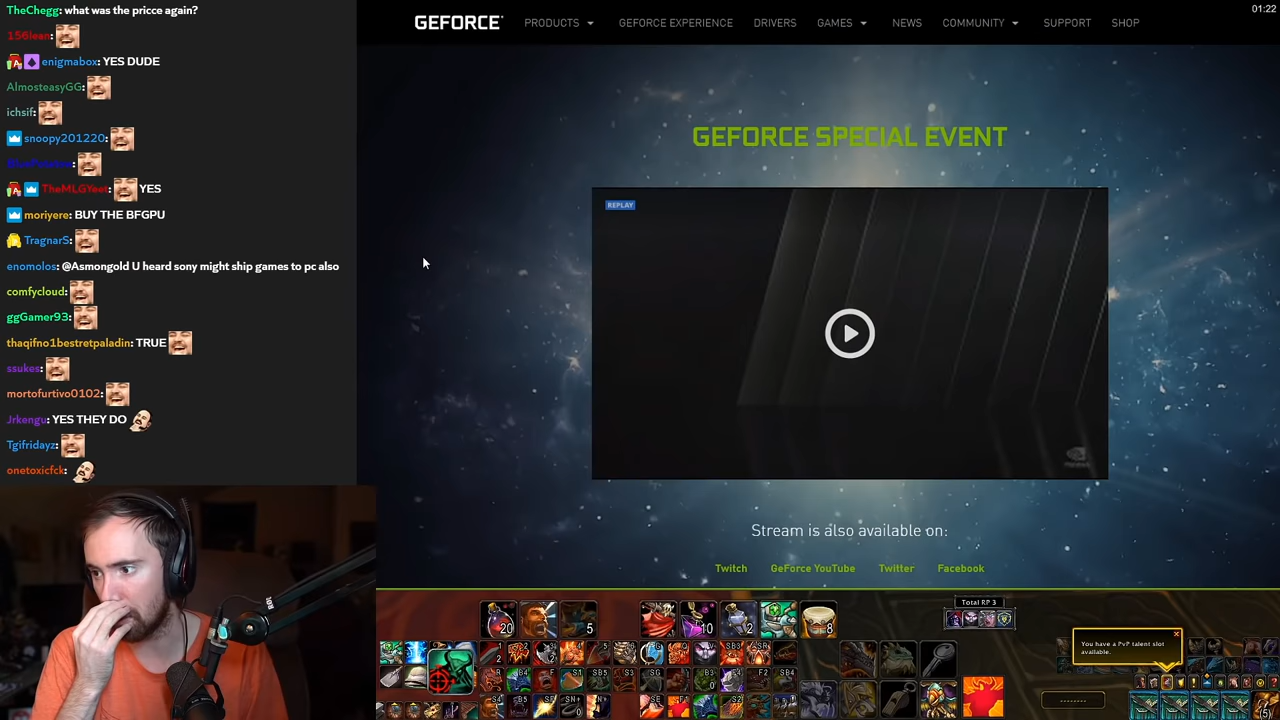 TheChegg: what was the pricce again?
156lean:
enigmabox: YES DUDE
AlmosteasyGG:
ichsif:
snoopy201220:
TheMLGYeet: YES
moriyere: BUY THE BFGPU
TragnarS:
enomolos: @Asmongold U heard sony might ship games to pc also
comfycloud:
ggGamer93:
thaqifno1bestretpaladin: TRUE
ssukes:
mortofurtivo0102:
Jrkengu: YES THEY DO
Tgifridayz:
onetoxicfck:
GEFORCE
PRODUCTS
GEFORCE EXPERIENCE
DRIVERS
GAMES
NEWS
COMMUNITY
SUPPORT
SHOP
01:22
GEFORCE SPECIAL EVENT
REPLAY
Stream is also available on:
Twitch
GeForce YouTube
Twitter
Facebook
Total RP 3
20
5
10
2
8
You have a PvP talent slot
available.